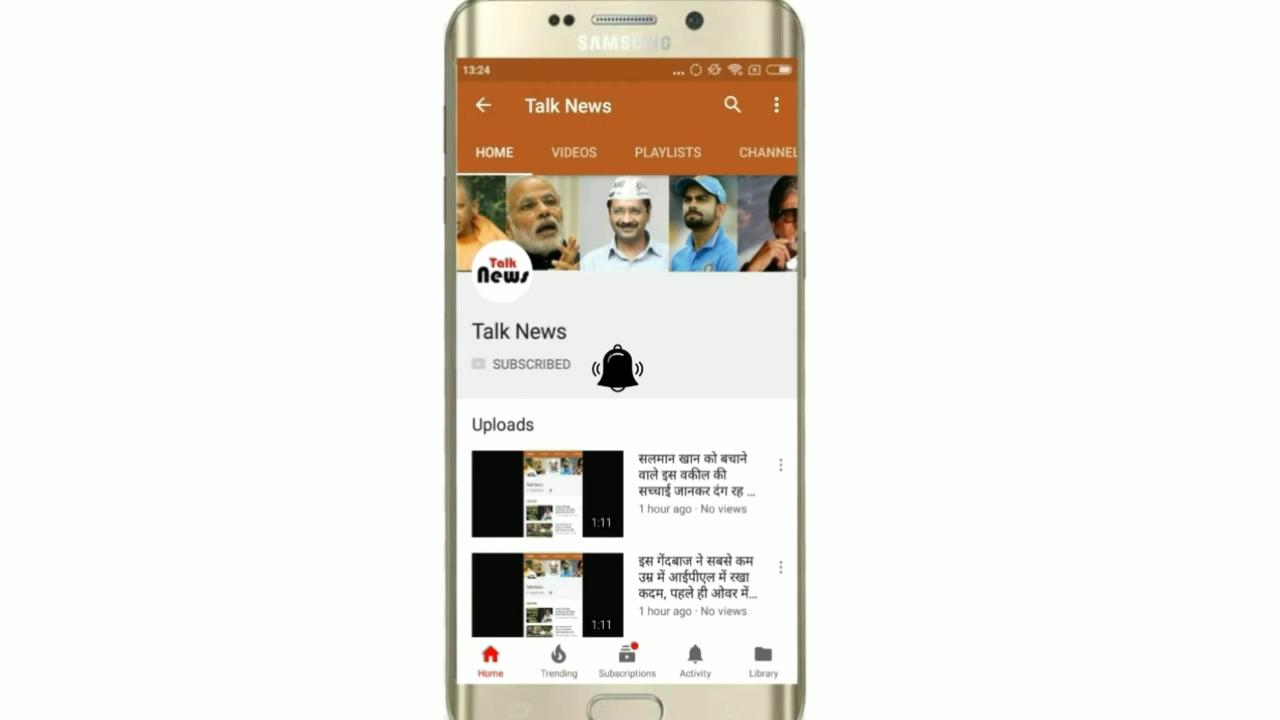 SAMSUNG
13:24
Talk News
HOME VIDEOS PLAYLISTS CHANNEL
Talk
News
Talk News
SUBSCRIBED
Uploads
सलमान खान को बचाने
वाले इस वकील की
सच्चाई जानकर दंग रह ...
1 hour ago · No views
1:11
इस गेंदबाज ने सबसे कम
उम्र में आईपीएल में रखा
कदम, पहले ही ओवर में...
1 hour ago · No views
1:11
Home Trending Subscriptions Activity Library